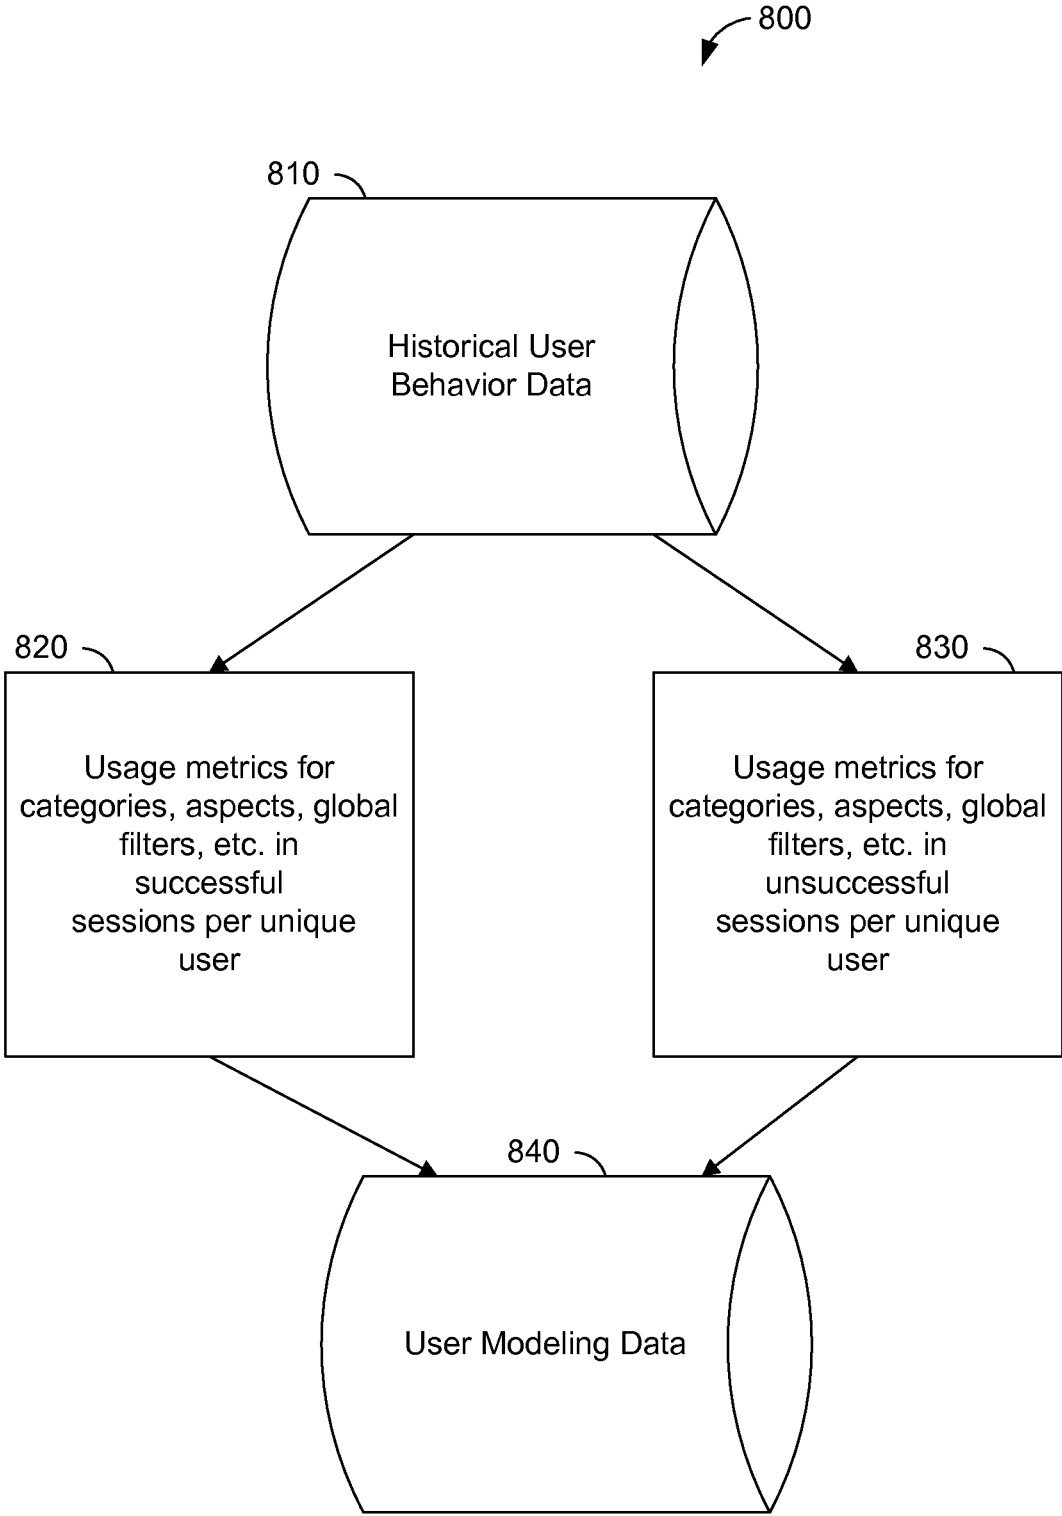 800
810
Historical User
Behavior Data
820
830
Usage metrics for
categories, aspects, global
filters, etc. in
successful
sessions per unique
user
Usage metrics for
categories, aspects, global
filters, etc. in
unsuccessful
sessions per unique
user
840
User Modeling Data